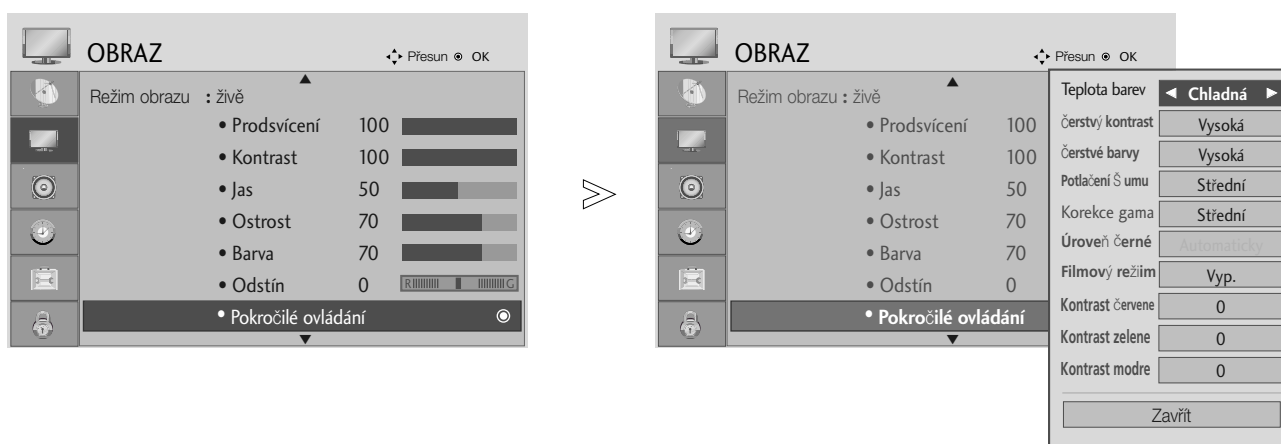 OBRAZ
Přesun OK
Režim obrazu : živě
• Prodsvícení 100
• Kontrast 100
• Jas 50
• Ostrost 70
• Barva 70
• Odstín 0 R G
• Pokročilé ovládání
OBRAZ
Přesun OK
Režim obrazu : živě
• Prodsvícení 100
• Kontrast 100
• Jas 50
• Ostrost 70
• Barva 70
• Odstín 0
• Pokročilé ovládání
Teplota barev Chladná
Čerstvý kontrast Vysoká
Čerstvé barvy Vysoká
Potlačení Š umu Střední
Korekce gama Střední
Úroveň černé Automaticky
Filmový režiim Vyp.
Kontrast červene 0
Kontrast zelene 0
Kontrast modre 0
Zavřít